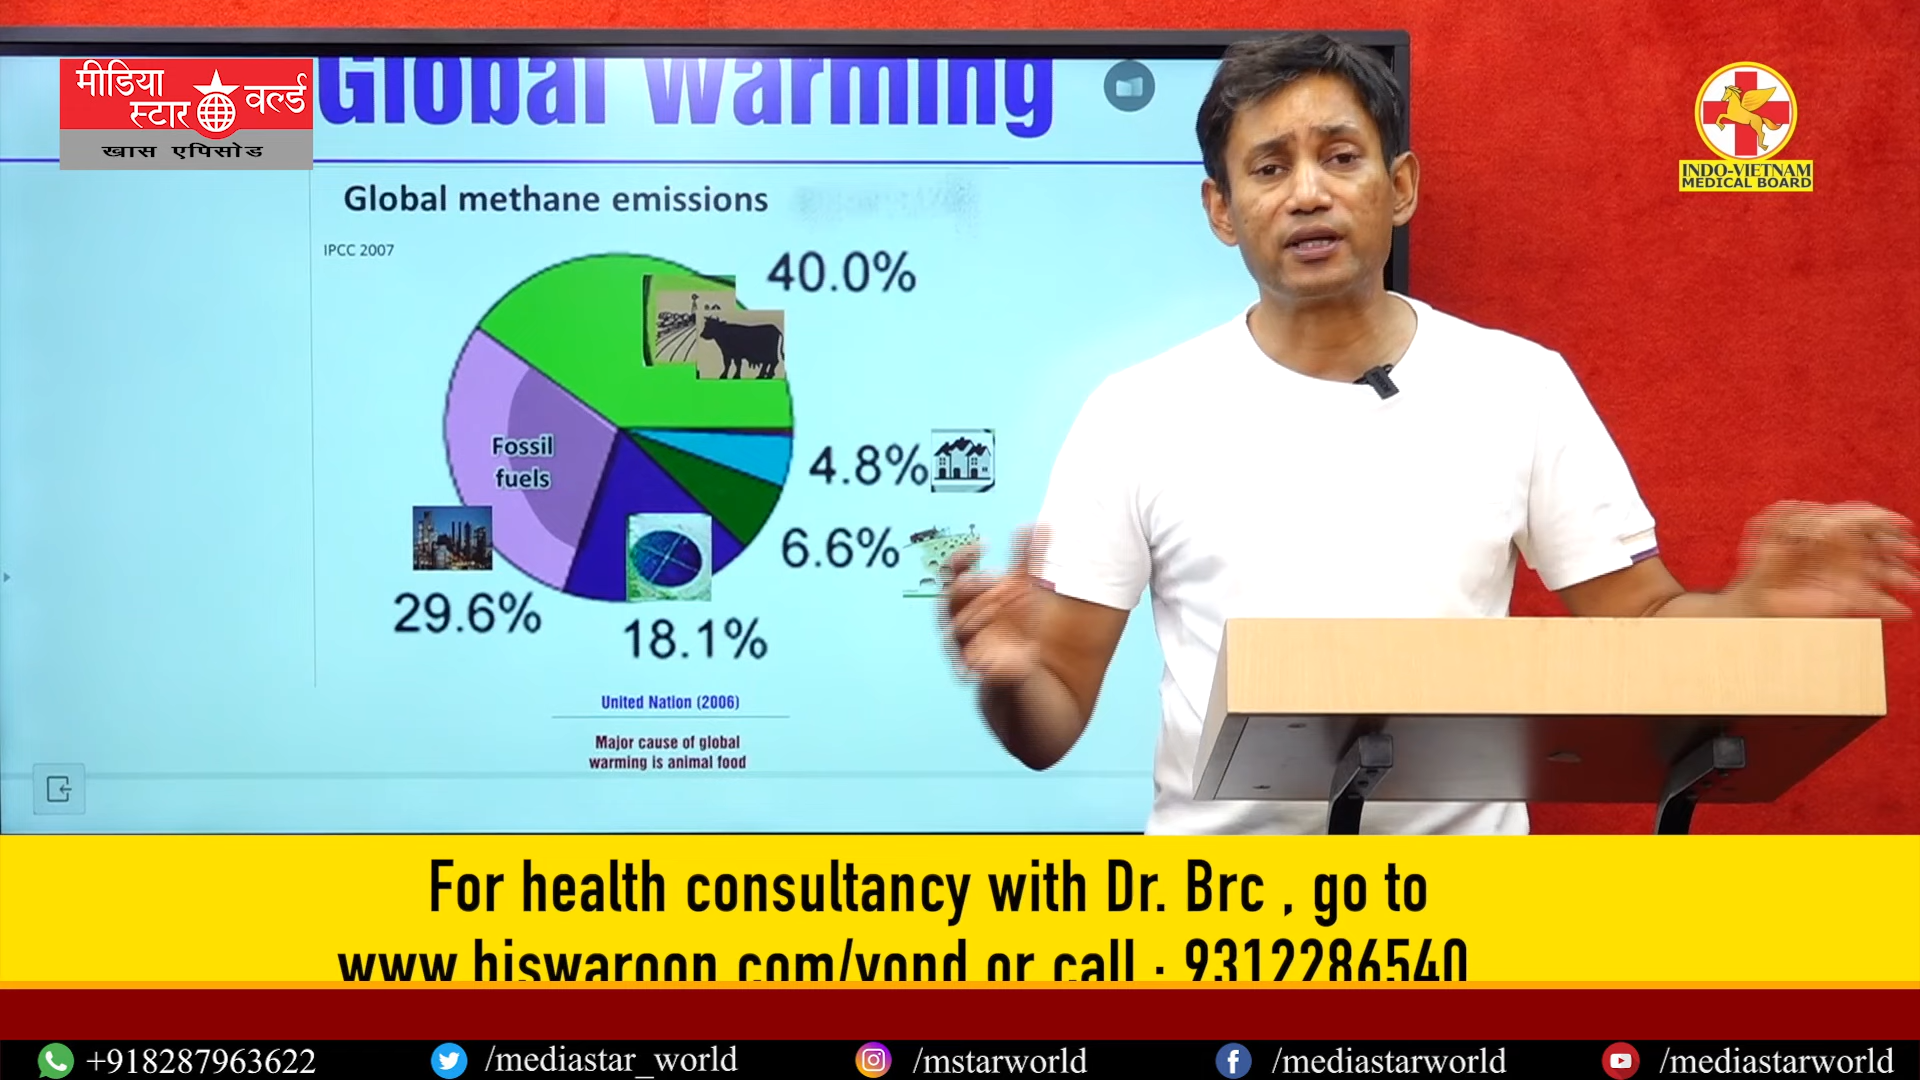 मीडिया
स्टार वर्ल्ड
खास एपिसोड
Global Warming
INDO-VIETNAM
MEDICAL BOARD
Global methane emissions
IPCC 2007
40.0%
Fossil
fuels
4.8%
6.6%
29.6%
18.1%
United Nation (2006)
Major cause of global
warming is animal food
For health consultancy with Dr. Brc , go to
www.biswaroop.com/vond or call : 9312286540
+918287963622
/mediastar_world
/mstarworld
/mediastarworld
/mediastarworld